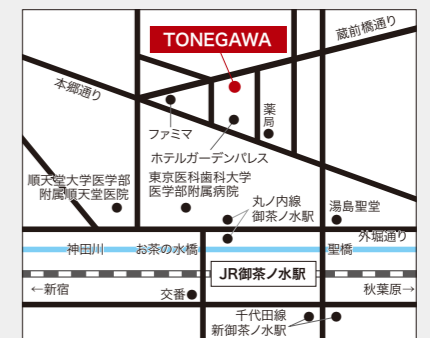 TONEGAWA
蔵前橋通り
本郷通り
薬局
ファミマ
ホテルガーデンパレス
順天堂大学医学部
附属順天堂医院
東京医科歯科大学
医学部附属病院
丸ノ内線
御茶ノ水駅
湯島聖堂
外堀通り
神田川
お茶の水橋
聖橋
JR御茶ノ水駅
←新宿
秋葉原→
交番
千代田線
新御茶ノ水駅